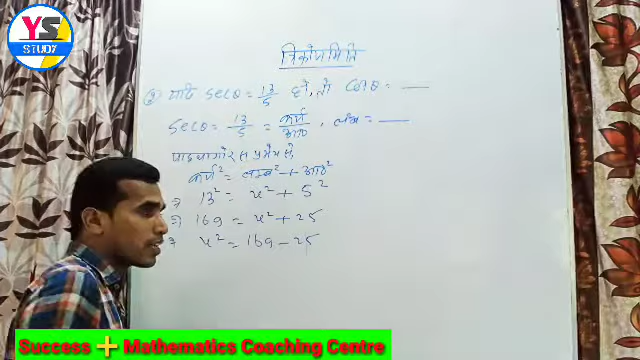 YS
STUDY
त्रिकोणमिति
यदि secθ = 13/5 हो, तो = ___
secθ = 13/5 = कर्ण/आधार, लम्ब = ___
पाइथागोरस प्रमेय से,
कर्ण² = लम्ब² + आधार²
⇒ 13² = x² + 5²
⇒ 169 = x² + 25
⇒ x² = 169 - 25
Success + Mathematics Coaching Centre